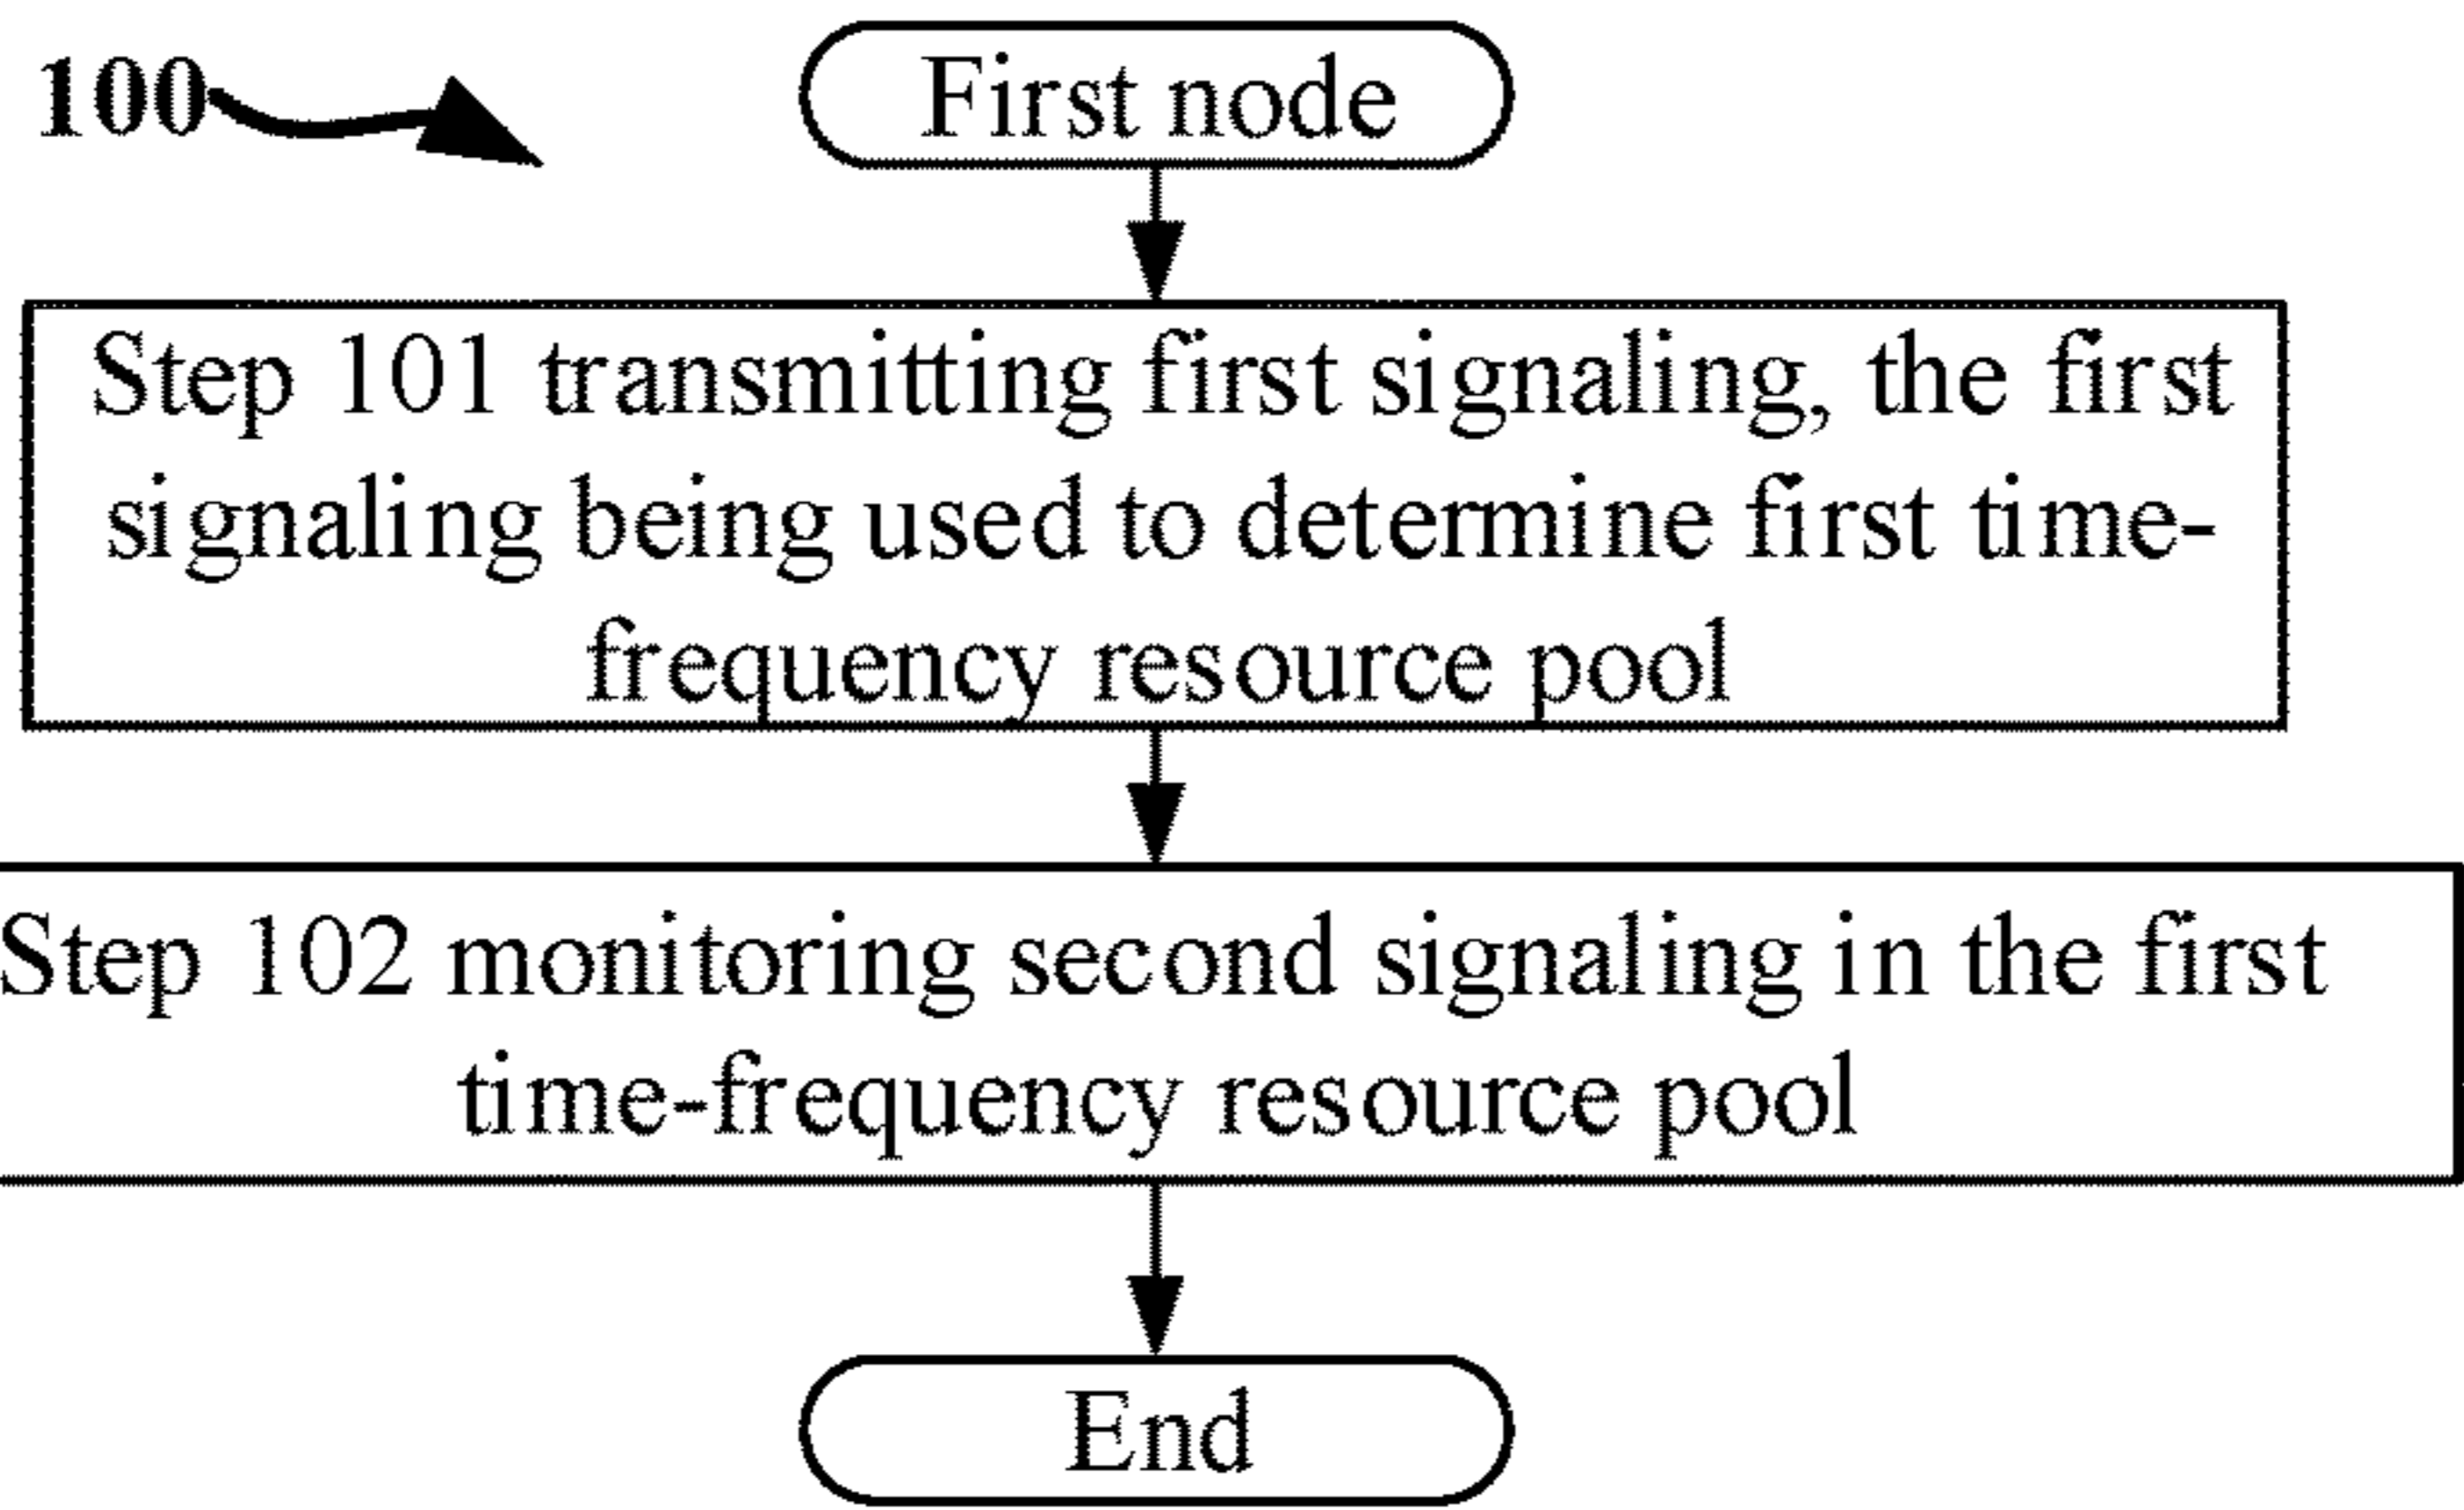 100
First node
Step 101 transmitting first signaling, the first
signaling being used to determine first time-
frequency resource pool
Step 102 monitoring second signaling in the first
time-frequency resource pool
End